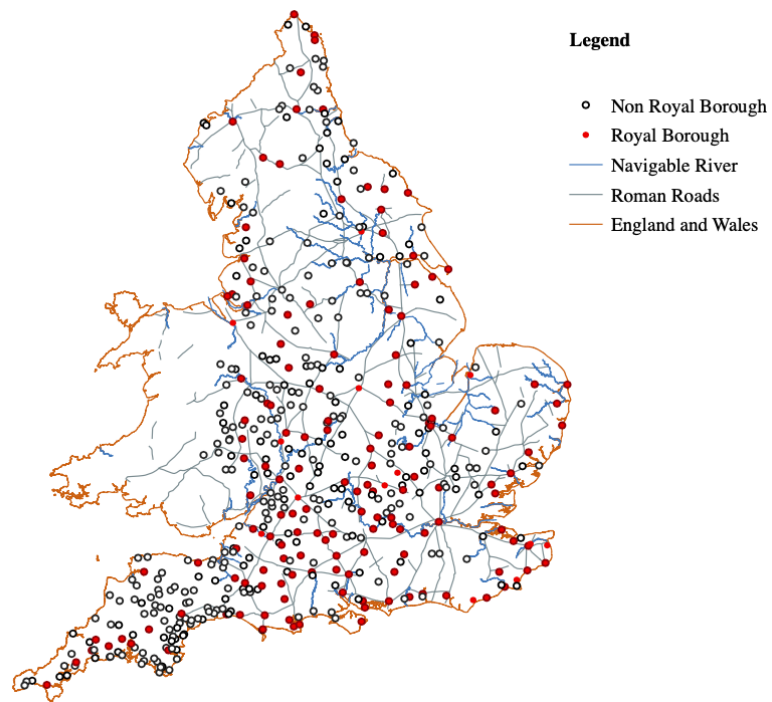 Legend
Non Royal Borough
Royal Borough
Navigable River
Roman Roads
England and Wales